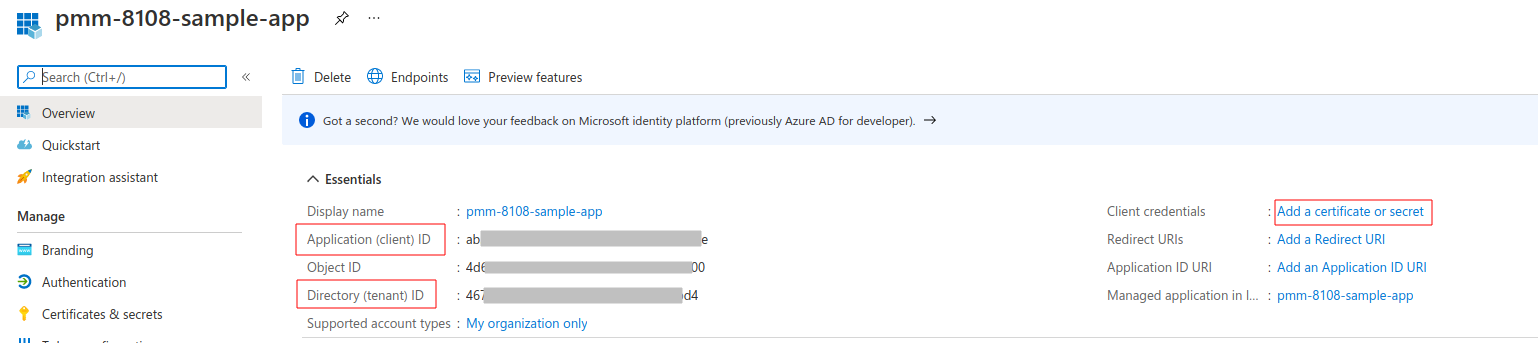 pmm-8108-sample-app
Search (Ctrl+/)
«
Delete
Endpoints
Preview features
Overview
Quickstart
Integration assistant
Manage
Branding
Authentication
Certificates & secrets
Got a second? We would love your feedback on Microsoft identity platform (previously Azure AD for developer).
Essentials
Display name : pmm-8108-sample-app
Application (client) ID : ab e
Object ID : 4d6 00
Directory (tenant) ID : 467 d4
Supported account types : My organization only
Client credentials : Add a certificate or secret
Redirect URIs : Add a Redirect URI
Application ID URI : Add an Application ID URI
Managed application in l... : pmm-8108-sample-app